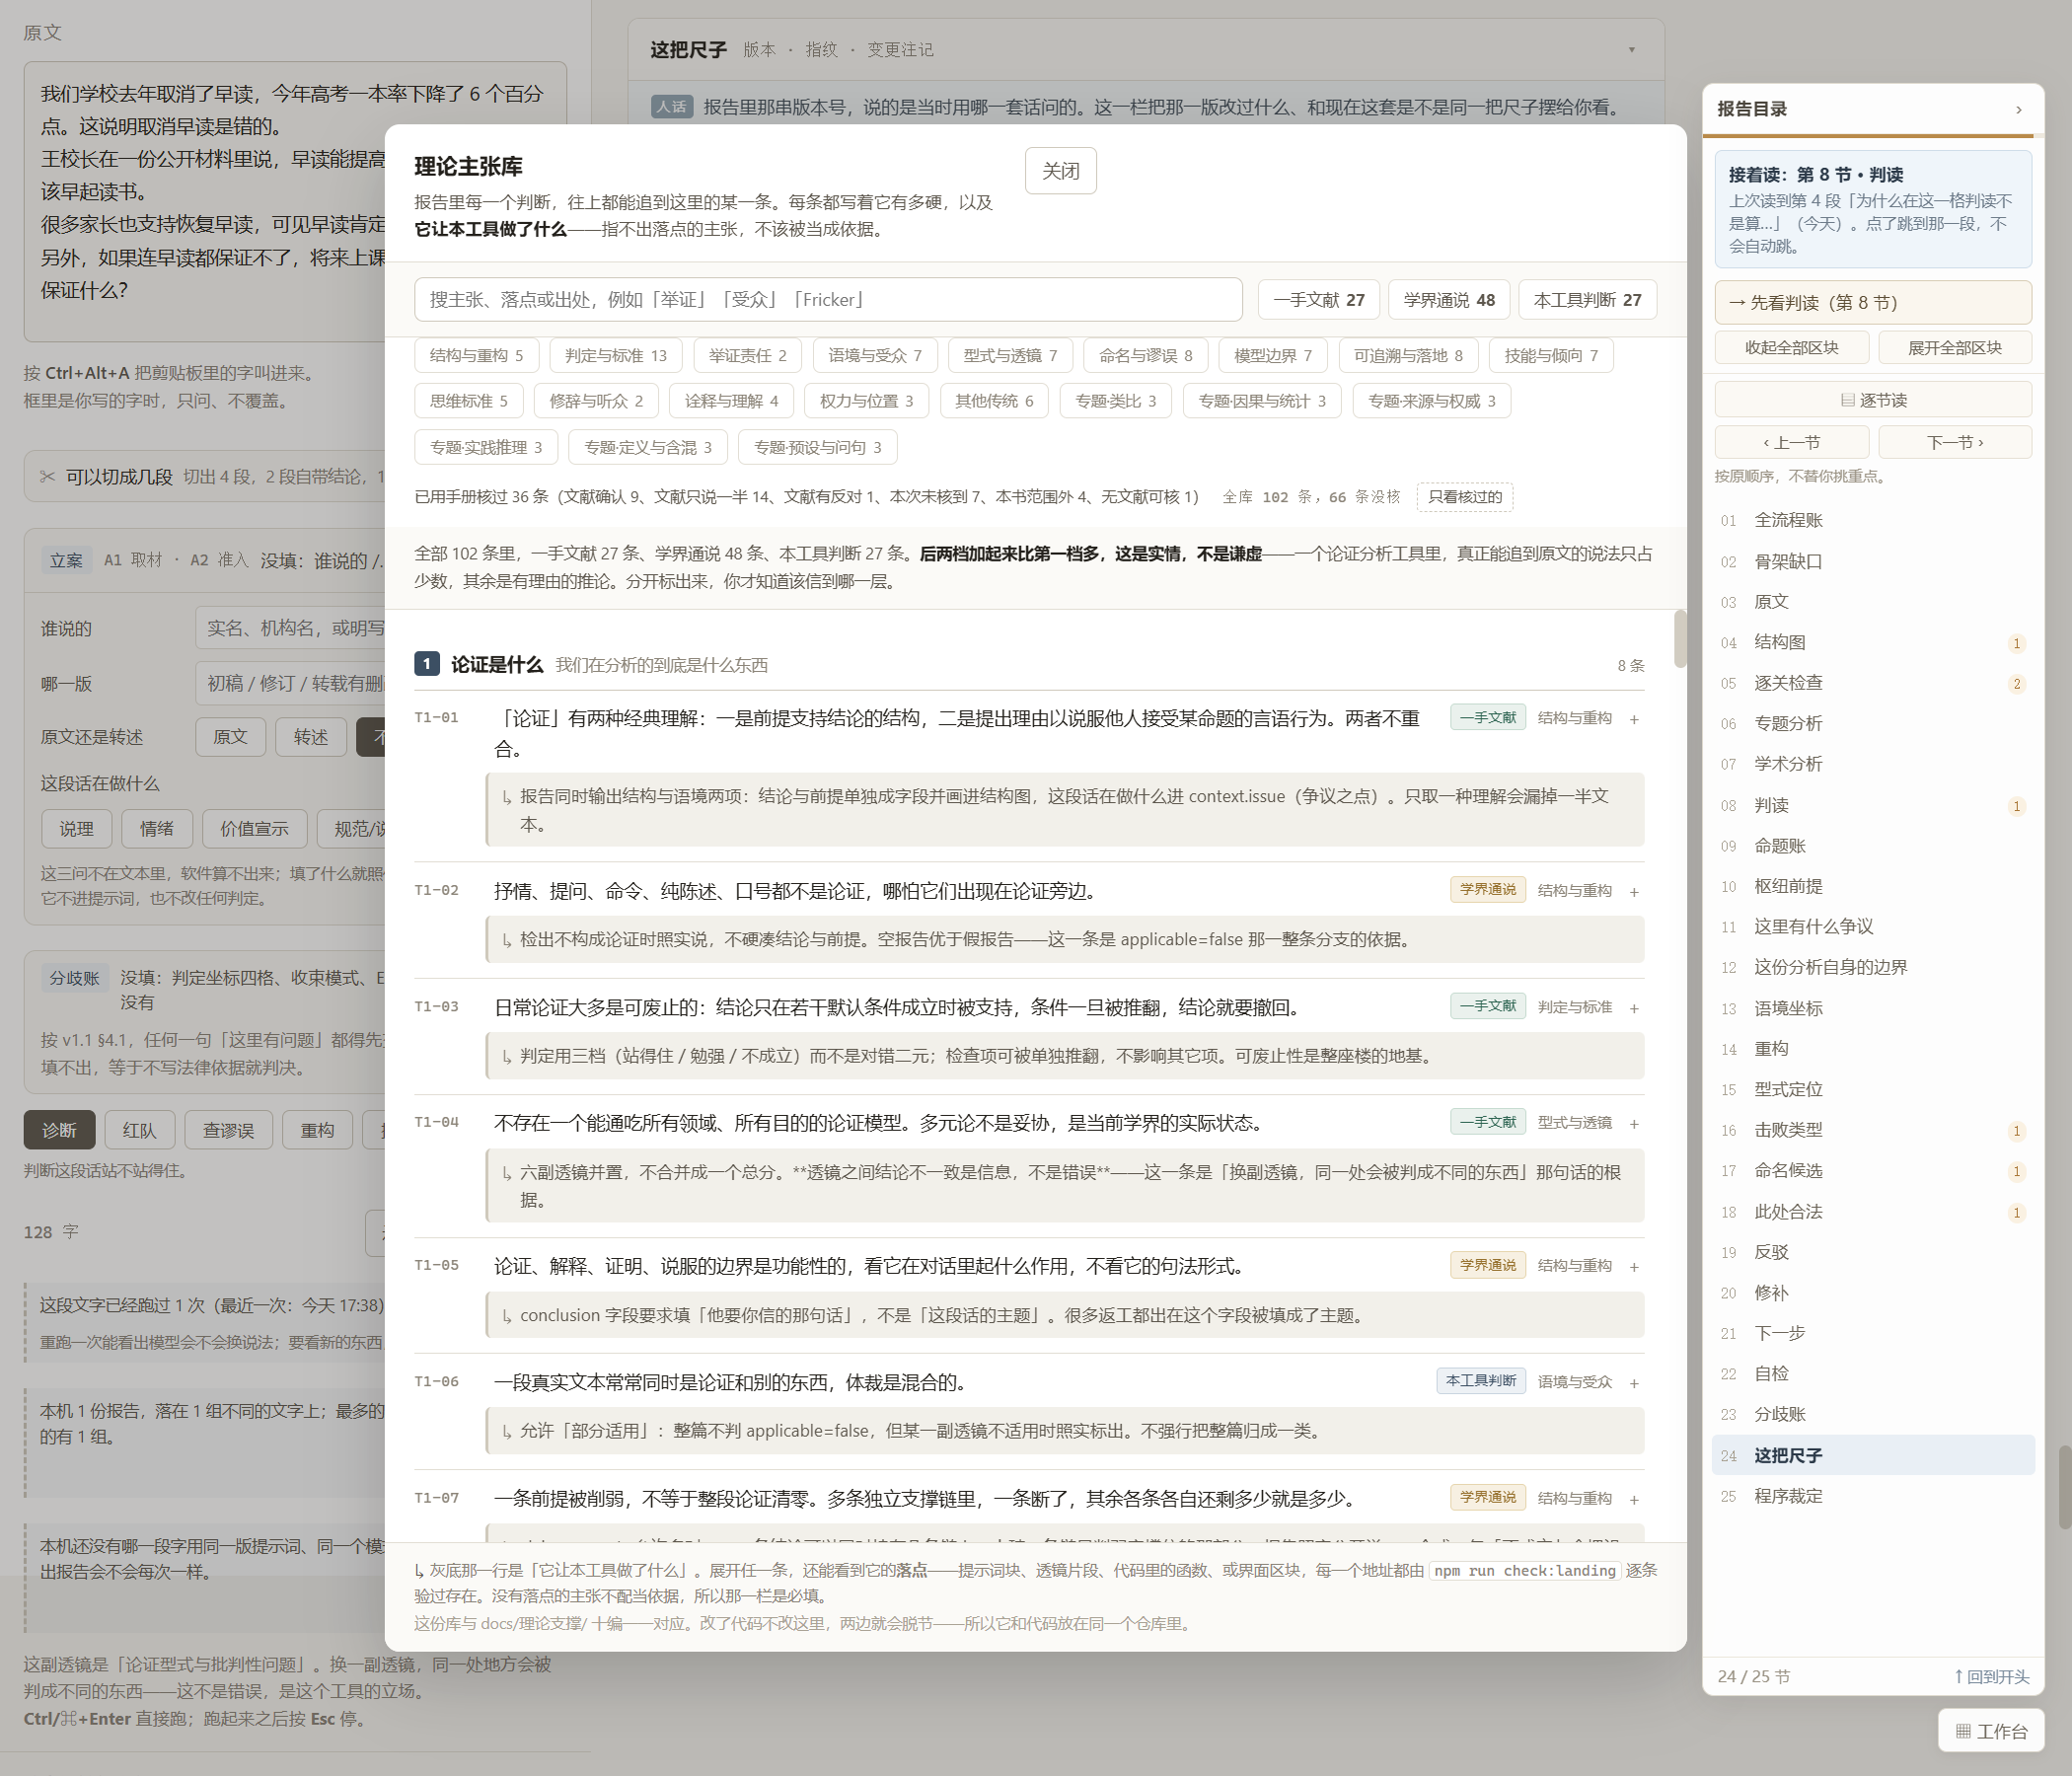 原文
我们学校去年取消了早读，今年高考一本率下降了 6 个百分
点。这说明取消早读是错的。
王校长在一份公开材料里说，早读能提高
该早起读书。
很多家长也支持恢复早读，可见早读肯定
另外，如果连早读都保证不了，将来上课
保证什么？
按 Ctrl+Alt+A 把剪贴板里的字叫进来。
框里是你写的字时，只问、不覆盖。
✂ 可以切成几段 切出 4 段，2 段自带结论，1
立案 A1 取材 · A2 准入 没填：谁说的 /
谁说的 实名、机构名，或明写
哪一版 初稿 / 修订 / 转载有删
原文还是转述 原文 转述
这段话在做什么
说理 情绪 价值宣示 规范/
这三问不在文本里，软件算不出来；填了什么就照
它不进提示词，也不改任何判定。
分歧账 没填：判定坐标四格、收束模式、E
没有
按 v1.1 §4.1，任何一句「这里有问题」都得先
填不出，等于不写法律依据就判决。
诊断 红队 查谬误 重构
判断这段话站不站得住。
128 字
这段文字已经跑过 1 次（最近一次：今天 17:38）
重跑一次能看出模型会不会换说法；要看新的东西
本机 1 份报告，落在 1 组不同的文字上；最多的
的有 1 组。
本机还没有哪一段字用同一版提示词、同一个模
出报告会不会每次一样。
这副透镜是「论证型式与批判性问题」。换一副透镜，同一处地方会被
判成不同的东西——这不是错误，是这个工具的立场。
Ctrl/⌘+Enter 直接跑；跑起来之后按 Esc 停。
这把尺子 版本 · 指纹 · 变更注记 ▾
人话 报告里那串版本号，说的是当时用哪一套话问的。这一栏把那一版改过什么、和现在这套是不是同一把尺子摆给你看。
理论主张库
关闭
报告里每一个判断，往上都能追到这里的某一条。每条都写着它有多硬，以及
它让本工具做了什么——指不出落点的主张，不该被当成依据。
搜主张、落点或出处，例如「举证」「受众」「Fricker」 一手文献 27 学界通说 48 本工具判断 27
结构与重构 5 判定与标准 13 举证责任 2 语境与受众 7 型式与透镜 7 命名与谬误 8 模型边界 7 可追溯与落地 8 技能与倾向 7
思维标准 5 修辞与听众 2 诠释与理解 4 权力与位置 3 其他传统 6 专题·类比 3 专题·因果与统计 3 专题·来源与权威 3
专题·实践推理 3 专题·定义与含混 3 专题·预设与问句 3
已用手册核过 36 条（文献确认 9、文献只说一半 14、文献有反对 1、本次未核到 7、本书范围外 4、无文献可核 1） 全库 102 条，66 条没核 只看核过的
全部 102 条里，一手文献 27 条、学界通说 48 条、本工具判断 27 条。后两档加起来比第一档多，这是实情，不是谦虚——一个论证分析工具里，真正能追到原文的说法只占
少数，其余是有理由的推论。分开标出来，你才知道该信到哪一层。
1 论证是什么 我们在分析的到底是什么东西 8 条
T1-01 「论证」有两种经典理解：一是前提支持结论的结构，二是提出理由以说服他人接受某命题的言语行为。两者不重 一手文献 结构与重构 +
合。
↳ 报告同时输出结构与语境两项：结论与前提单独成字段并画进结构图，这段话在做什么进 context.issue（争议之点）。只取一种理解会漏掉一半文
本。
T1-02 抒情、提问、命令、纯陈述、口号都不是论证，哪怕它们出现在论证旁边。 学界通说 结构与重构 +
↳ 检出不构成论证时照实说，不硬凑结论与前提。空报告优于假报告——这一条是 applicable=false 那一整条分支的依据。
T1-03 日常论证大多是可废止的：结论只在若干默认条件成立时被支持，条件一旦被推翻，结论就要撤回。 一手文献 判定与标准 +
↳ 判定用三档（站得住 / 勉强 / 不成立）而不是对错二元；检查项可被单独推翻，不影响其它项。可废止性是整座楼的地基。
T1-04 不存在一个能通吃所有领域、所有目的的论证模型。多元论不是妥协，是当前学界的实际状态。 一手文献 型式与透镜 +
↳ 六副透镜并置，不合并成一个总分。**透镜之间结论不一致是信息，不是错误**——这一条是「换副透镜，同一处会被判成不同的东西」那句话的根
据。
T1-05 论证、解释、证明、说服的边界是功能性的，看它在对话里起什么作用，不看它的句法形式。 学界通说 结构与重构 +
↳ conclusion 字段要求填「他要你信的那句话」，不是「这段话的主题」。很多返工都出在这个字段被填成了主题。
T1-06 一段真实文本常常同时是论证和别的东西，体裁是混合的。 本工具判断 语境与受众 +
↳ 允许「部分适用」：整篇不判 applicable=false，但某一副透镜不适用时照实标出。不强行把整篇归成一类。
T1-07 一条前提被削弱，不等于整段论证清零。多条独立支撑链里，一条断了，其余各条各自还剩多少就是多少。 学界通说 结构与重构 +
↳ 灰底那一行是「它让本工具做了什么」。展开任一条，还能看到它的落点——提示词块、透镜片段、代码里的函数、或界面区块，每一个地址都由 npm run check:landing 逐条
验过存在。没有落点的主张不配当依据，所以那一栏是必填。
这份库与 docs/理论支撑/ 十编一一对应。改了代码不改这里，两边就会脱节——所以它和代码放在同一个仓库里。
报告目录 ›
接着读：第 8 节 • 判读
上次读到第 4 段「为什么在这一格判读不
是算…」（今天）。点了跳到那一段，不
会自动跳。
→ 先看判读（第 8 节）
收起全部区块 展开全部区块
▤ 逐节读
‹ 上一节 下一节 ›
按原顺序，不替你挑重点。
01 全流程账
02 骨架缺口
03 原文
04 结构图 1
05 逐关检查 2
06 专题分析
07 学术分析
08 判读 1
09 命题账
10 枢纽前提
11 这里有什么争议
12 这份分析自身的边界
13 语境坐标
14 重构
15 型式定位
16 击败类型 1
17 命名候选 1
18 此处合法 1
19 反驳
20 修补
21 下一步
22 自检
23 分歧账
24 这把尺子
25 程序裁定
24 / 25 节 ↑ 回到开头
▦ 工作台